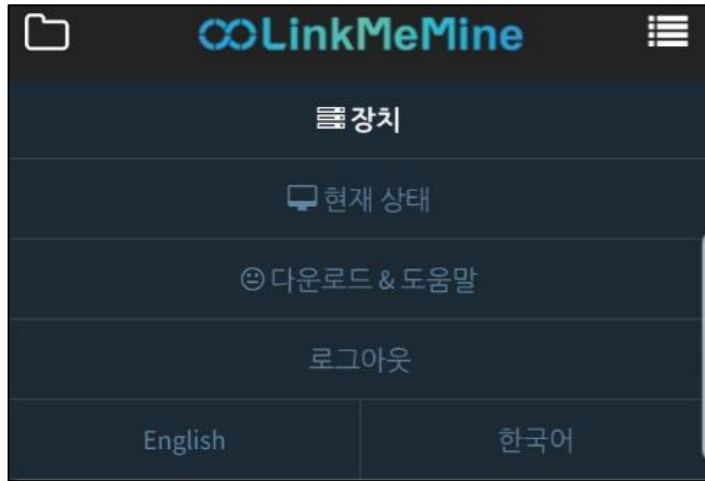 LinkMeMine
장치
현재 상태
다운로드 & 도움말
로그아웃
English 한국어